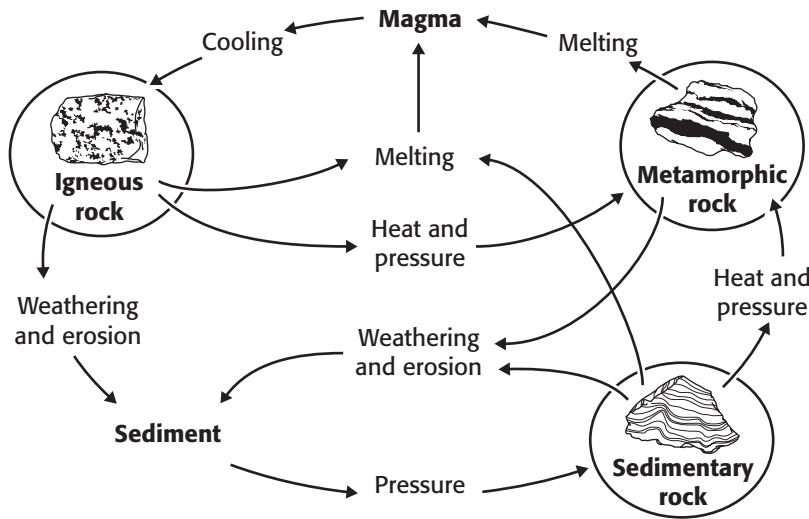 Magma
Cooling
Melting
Igneous
rock
Melting
Metamorphic
rock
Heat and
pressure
Heat and
pressure
Weathering
and erosion
Weathering
and erosion
Sediment
Pressure
Sedimentary
rock